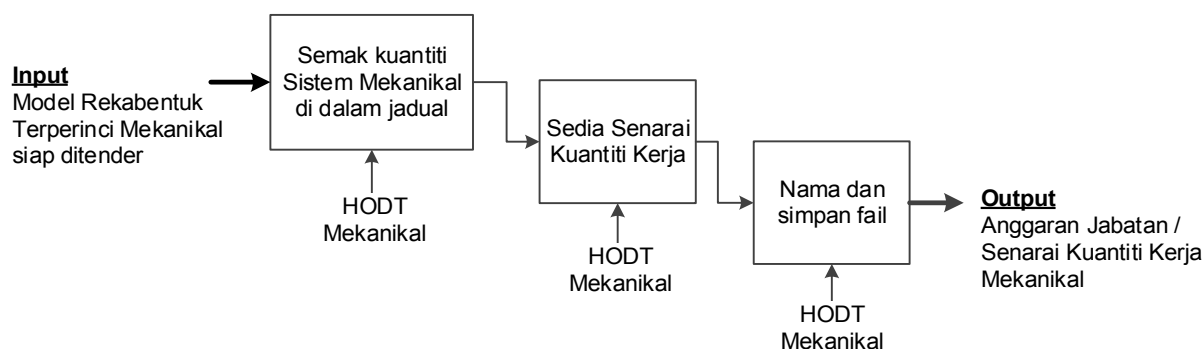 Input
Model Rekabentuk
Terperinci Mekanikal
siap ditender
Semak kuantiti
Sistem Mekanikal
di dalam jadual
HODT
Mekanikal
Sedia Senarai
Kuantiti Kerja
HODT
Mekanikal
Nama dan
simpan fail
HODT
Mekanikal
Output
Anggaran Jabatan /
Senarai Kuantiti Kerja
Mekanikal